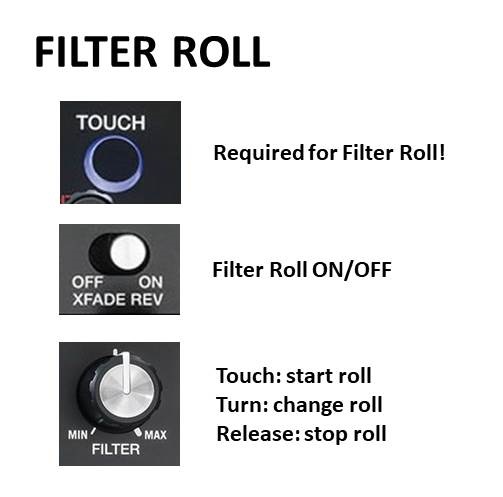 FILTER ROLL
TOUCH
Required for Filter Roll!
OFF ON
XFADE REV
Filter Roll ON/OFF
MIN MAX
FILTER
Touch: start roll
Turn: change roll
Release: stop roll